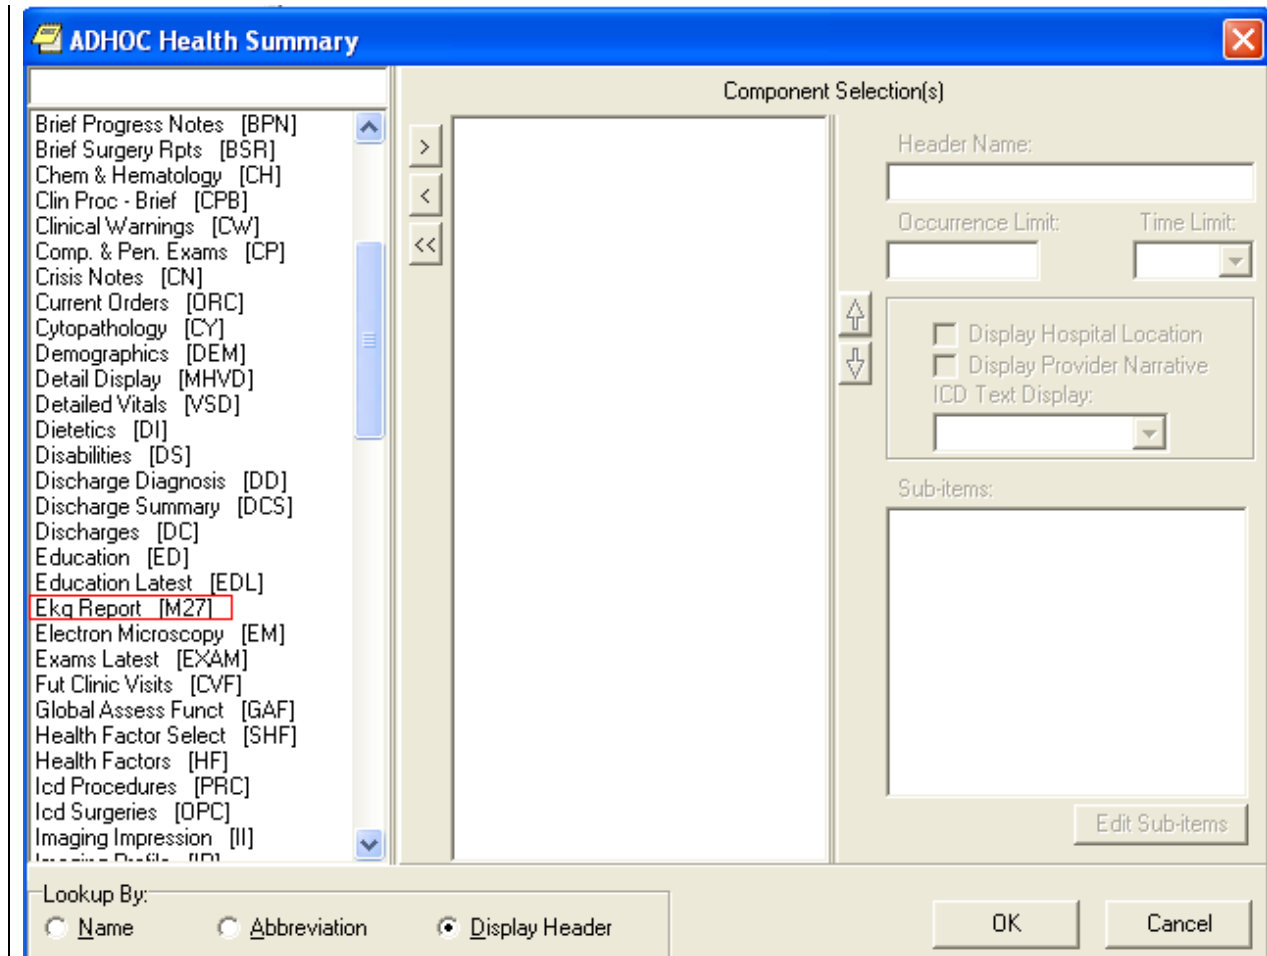 ADHOC Health Summary
Component Selection(s)
Brief Progress Notes [BPN]
Brief Surgery Rpts [BSR]
Chem & Hematology [CH]
Clin Proc - Brief [CPB]
Clinical Warnings [CW]
Comp. & Pen. Exams [CP]
Crisis Notes [CN]
Current Orders [ORC]
Cytopathology [CY]
Demographics [DEM]
Detail Display [MHVD]
Detailed Vitals [VSD]
Dietetics [DI]
Disabilities [DS]
Discharge Diagnosis [DD]
Discharge Summary [DCS]
Discharges [DC]
Education [ED]
Education Latest [EDL]
Ekg Report [M27]
Electron Microscopy [EM]
Exams Latest [EXAM]
Fut Clinic Visits [CVF]
Global Assess Funct [GAF]
Health Factor Select [SHF]
Health Factors [HF]
Icd Procedures [PRC]
Icd Surgeries [OPC]
Imaging Impression [II]
>
<
<<
Header Name:
Occurrence Limit: Time Limit:
Display Hospital Location
Display Provider Narrative
ICD Text Display:
Sub-items:
Edit Sub-items
Lookup By:
Name Abbreviation Display Header
OK Cancel